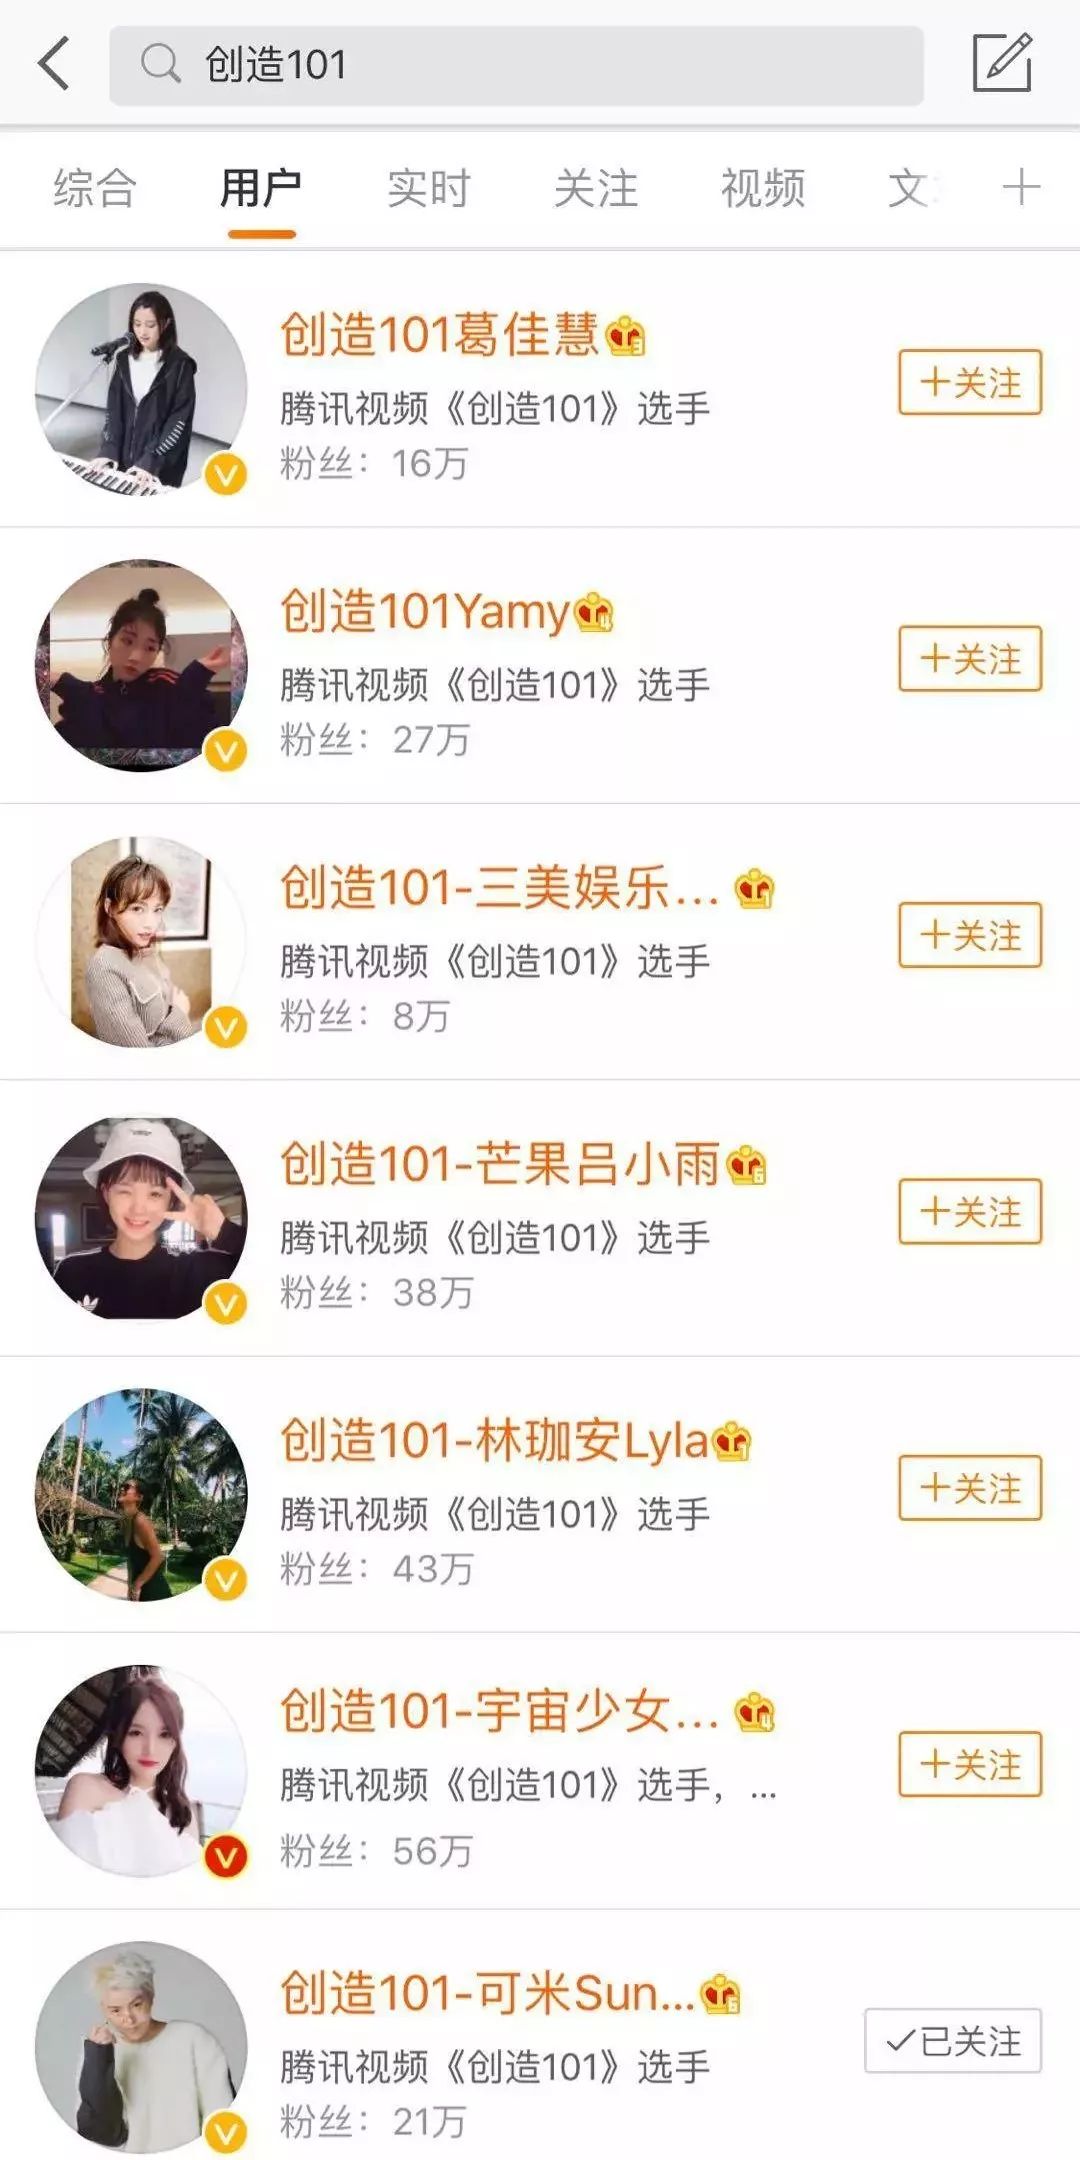 创造101
综合 用户 实时 关注 视频
创造101葛佳慧
腾讯视频《创造101》选手
粉丝：16万
+关注
创造101Yamy
腾讯视频《创造101》选手
粉丝：27万
+关注
创造101-三美娱乐...
腾讯视频《创造101》选手
粉丝：8万
+关注
创造101-芒果吕小雨
腾讯视频《创造101》选手
粉丝：38万
+关注
创造101-林珈安Lyla
腾讯视频《创造101》选手
粉丝：43万
+关注
创造101-宇宙少女...
腾讯视频《创造101》选手，...
粉丝：56万
+关注
创造101-可米Sun...
腾讯视频《创造101》选手
粉丝：21万
✓已关注